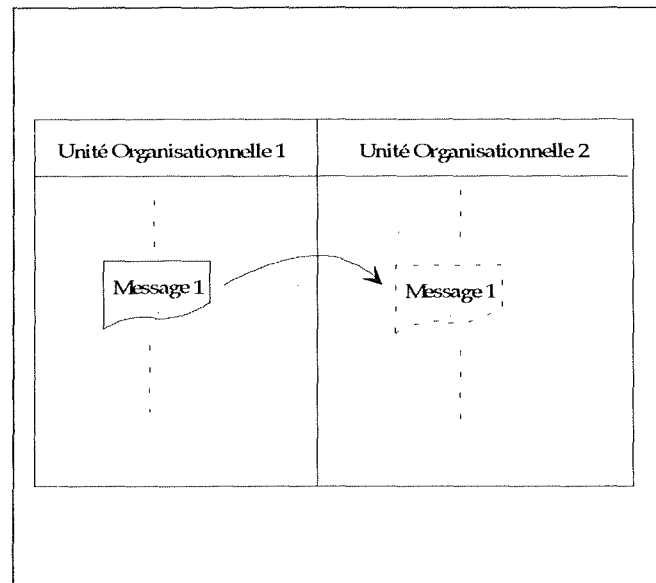 Unité Organisationnelle 1
Unité Organisationnelle 2
Message 1
Message 1